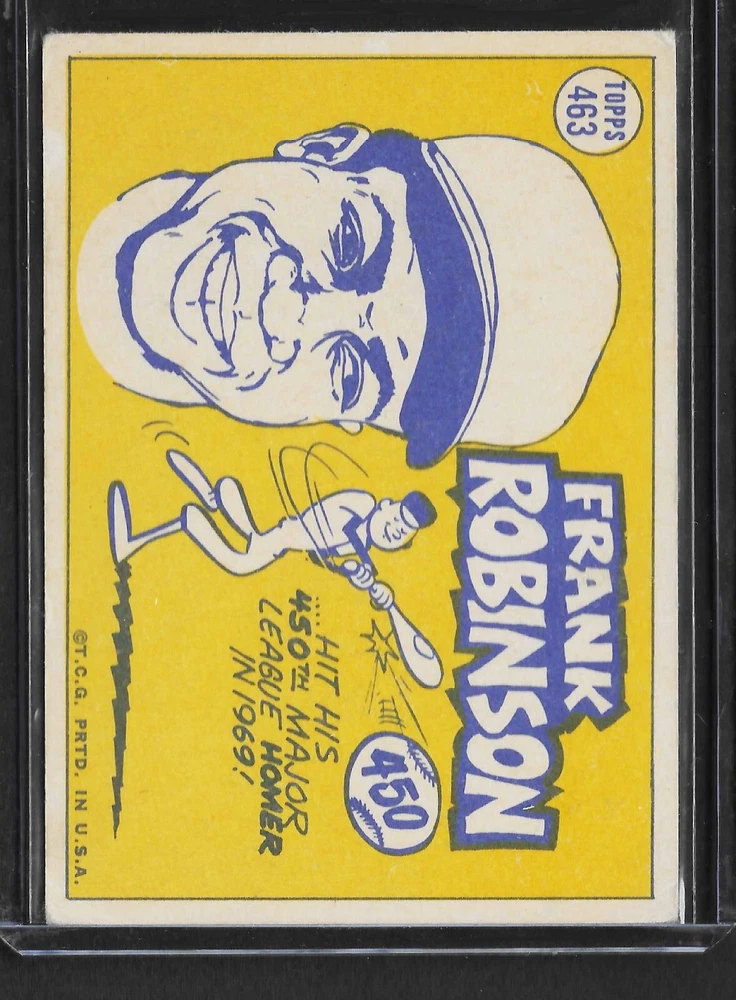 TOPPS
463
FRANK
ROBINSON
450
....HIT HIS
450TH MAJOR
LEAGUE HOMER
IN 1969!
©T.C.G. PRTD. IN U.S.A.